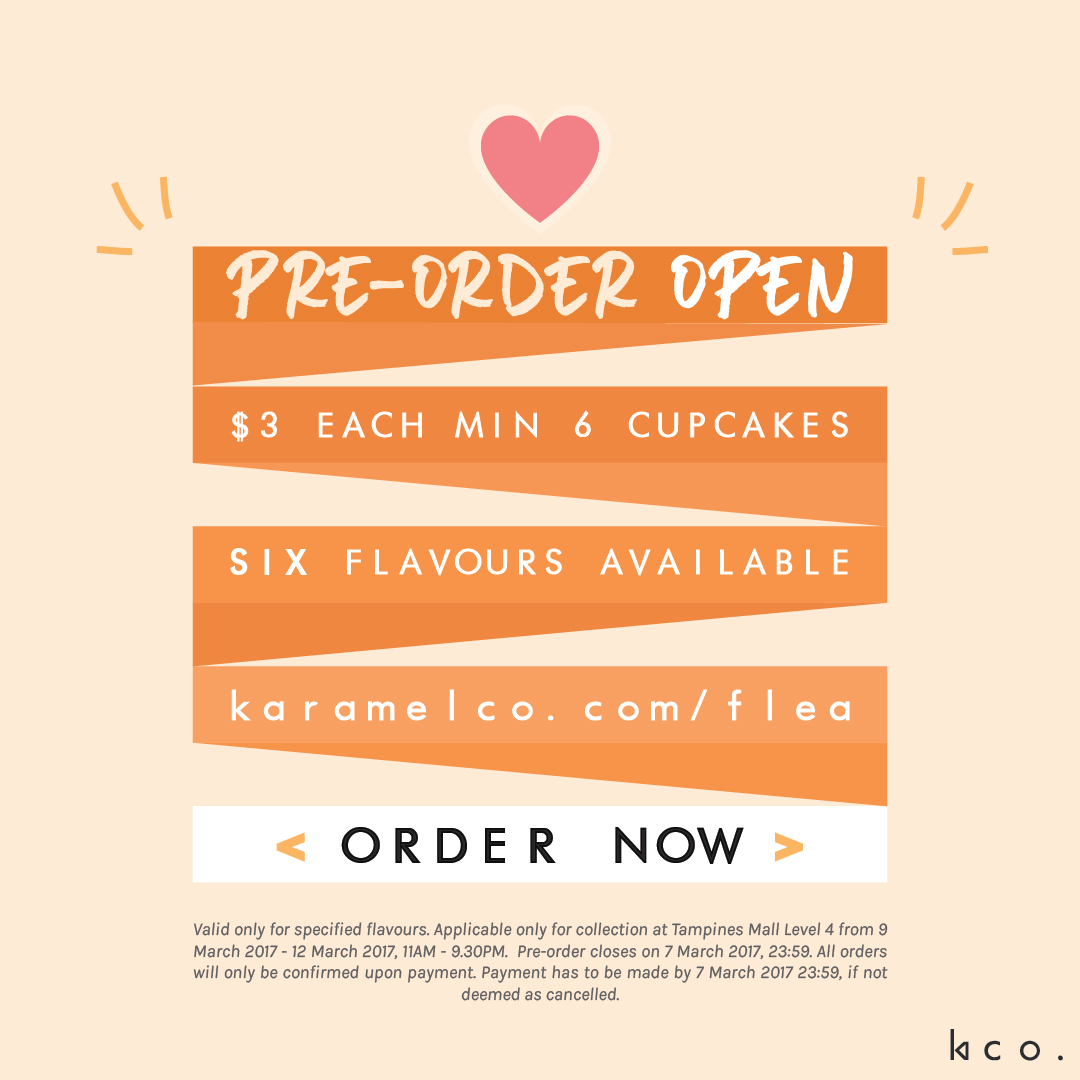 PRE-ORDER OPEN
$3 EACH MIN 6 CUPCAKES
SIX FLAVOURS AVAILABLE
karamelco.com/flea
< ORDER NOW >
Valid only for specified flavours. Applicable only for collection at Tampines Mall Level 4 from 9
March 2017 - 12 March 2017, 11AM - 9.30PM. Pre-order closes on 7 March 2017, 23:59. All orders
will only be confirmed upon payment. Payment has to be made by 7 March 2017 23:59, if not
deemed as cancelled.
kco.